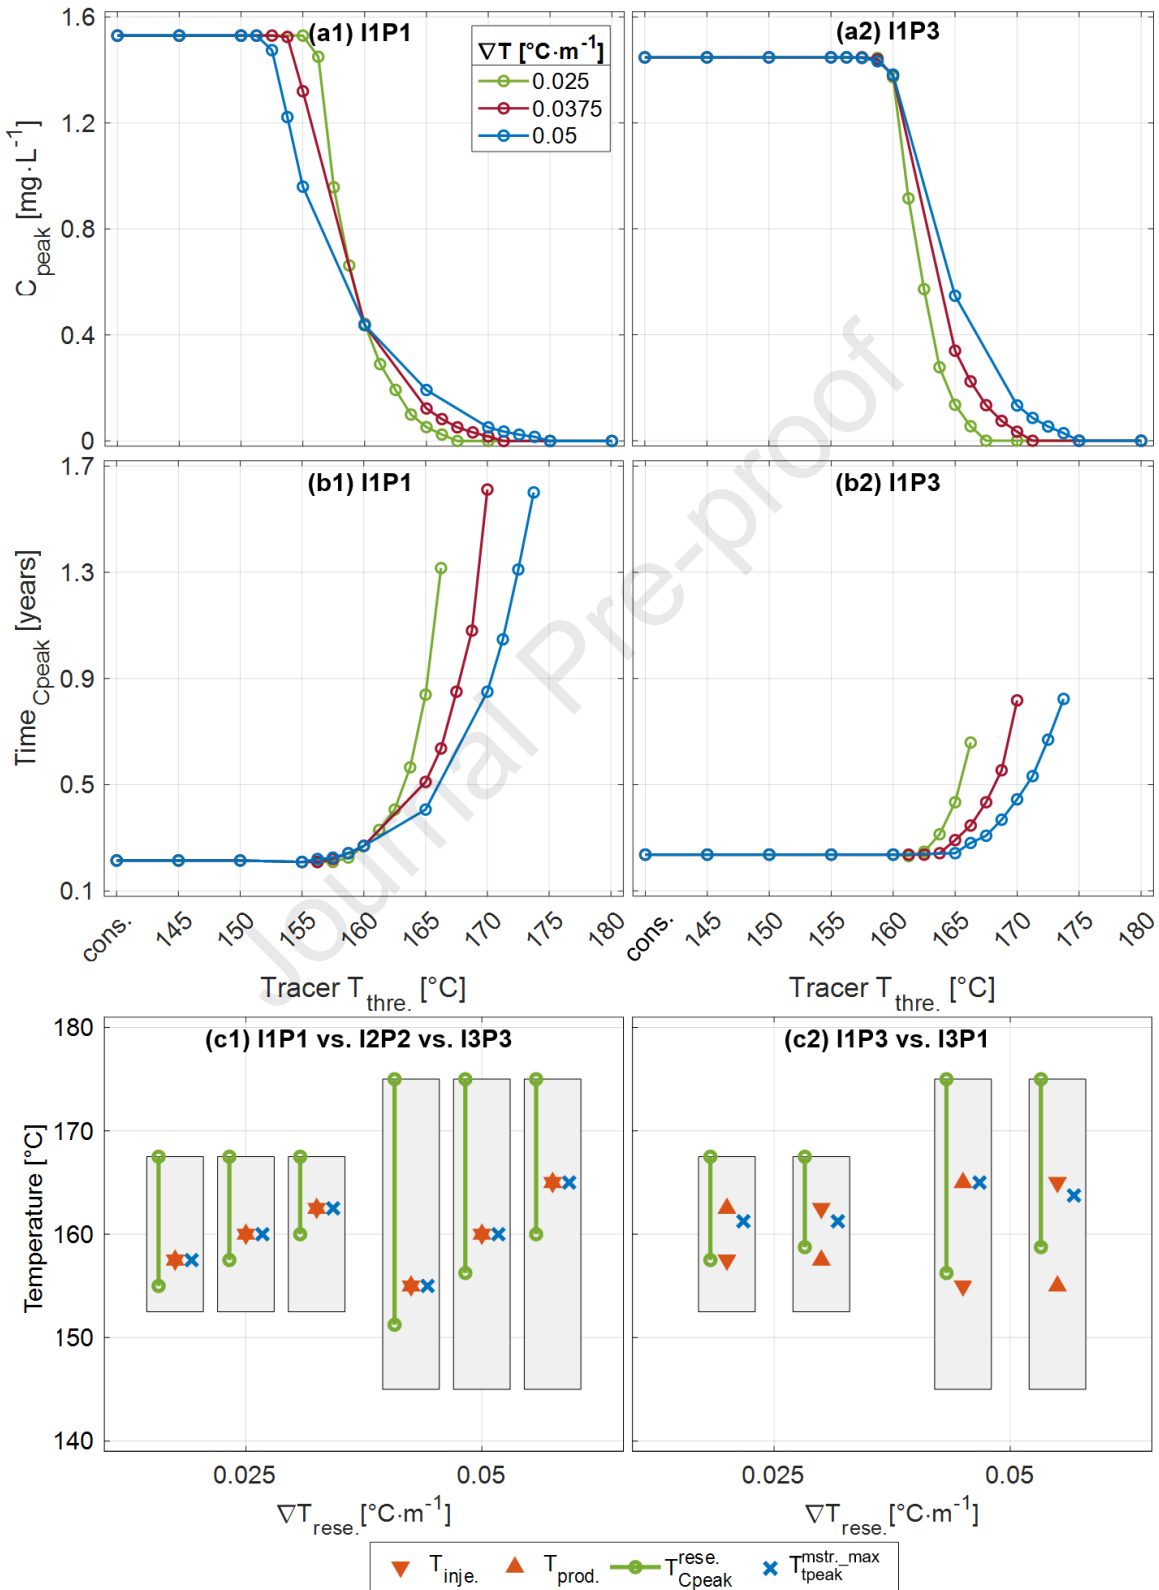 (a1) I1P1
∇T [°C·m⁻¹]
0.025
0.0375
0.05
1.6
1.2
0.8
0.4
0
C_peak [mg·L⁻¹]
(a2) I1P3
(b1) I1P1
1.7
1.3
0.9
0.5
0.1
Time_Cpeak [years]
cons. 145 150 155 160 165 170 175 180
Tracer T_thre. [°C]
(b2) I1P3
cons. 145 150 155 160 165 170 175 180
Tracer T_thre. [°C]
Journal Pre-proof
(c1) I1P1 vs. I2P2 vs. I3P3
180
170
160
150
140
Temperature [°C]
0.025 0.05
∇T_rese. [°C·m⁻¹]
(c2) I1P3 vs. I3P1
0.025 0.05
∇T_rese. [°C·m⁻¹]
T_inje. T_prod. T_Cpeak^rese. T_tpeak^mstr._max